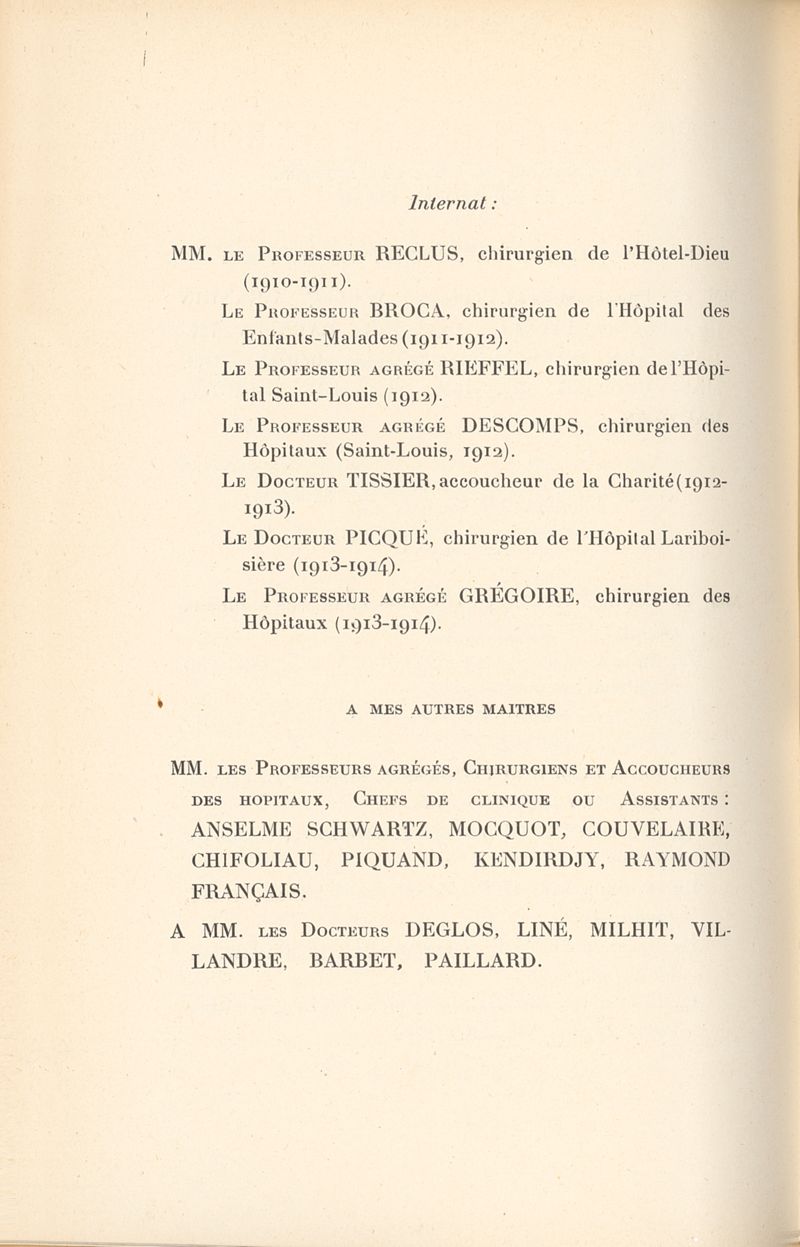 Internat :
MM. LE PROFESSEUR RECLUS, chirurgien de l'Hôtel-Dieu
(1910-1911).
LE PROFESSEUR BROCA, chirurgien de l'Hôpital des
Enfants-Malades (1911-1912).
LE PROFESSEUR AGRÉGÉ RIEFFEL, chirurgien de l'Hôpi-
tal Saint-Louis (1912).
LE PROFESSEUR AGRÉGÉ DESCOMPS, chirurgien des
Hôpitaux (Saint-Louis, 1912).
LE DOCTEUR TISSIER, accoucheur de la Charité (1912-
1913).
LE DOCTEUR PICQUÉ, chirurgien de l'Hôpital Lariboi-
sière (1913-1914).
LE PROFESSEUR AGRÉGÉ GRÉGOIRE, chirurgien des
Hôpitaux (1913-1914).
A MES AUTRES MAITRES
MM. LES PROFESSEURS AGRÉGÉS, CHIRURGIENS ET ACCOUCHEURS
DES HOPITAUX, CHEFS DE CLINIQUE OU ASSISTANTS :
ANSELME SCHWARTZ, MOCQUOT, COUVELAIRE,
CHIFOLIAU, PIQUAND, KENDIRDJY, RAYMOND
FRANÇAIS.
A MM. LES DOCTEURS DEGLOS, LINÉ, MILHIT, VIL-
LANDRE, BARBET, PAILLARD.